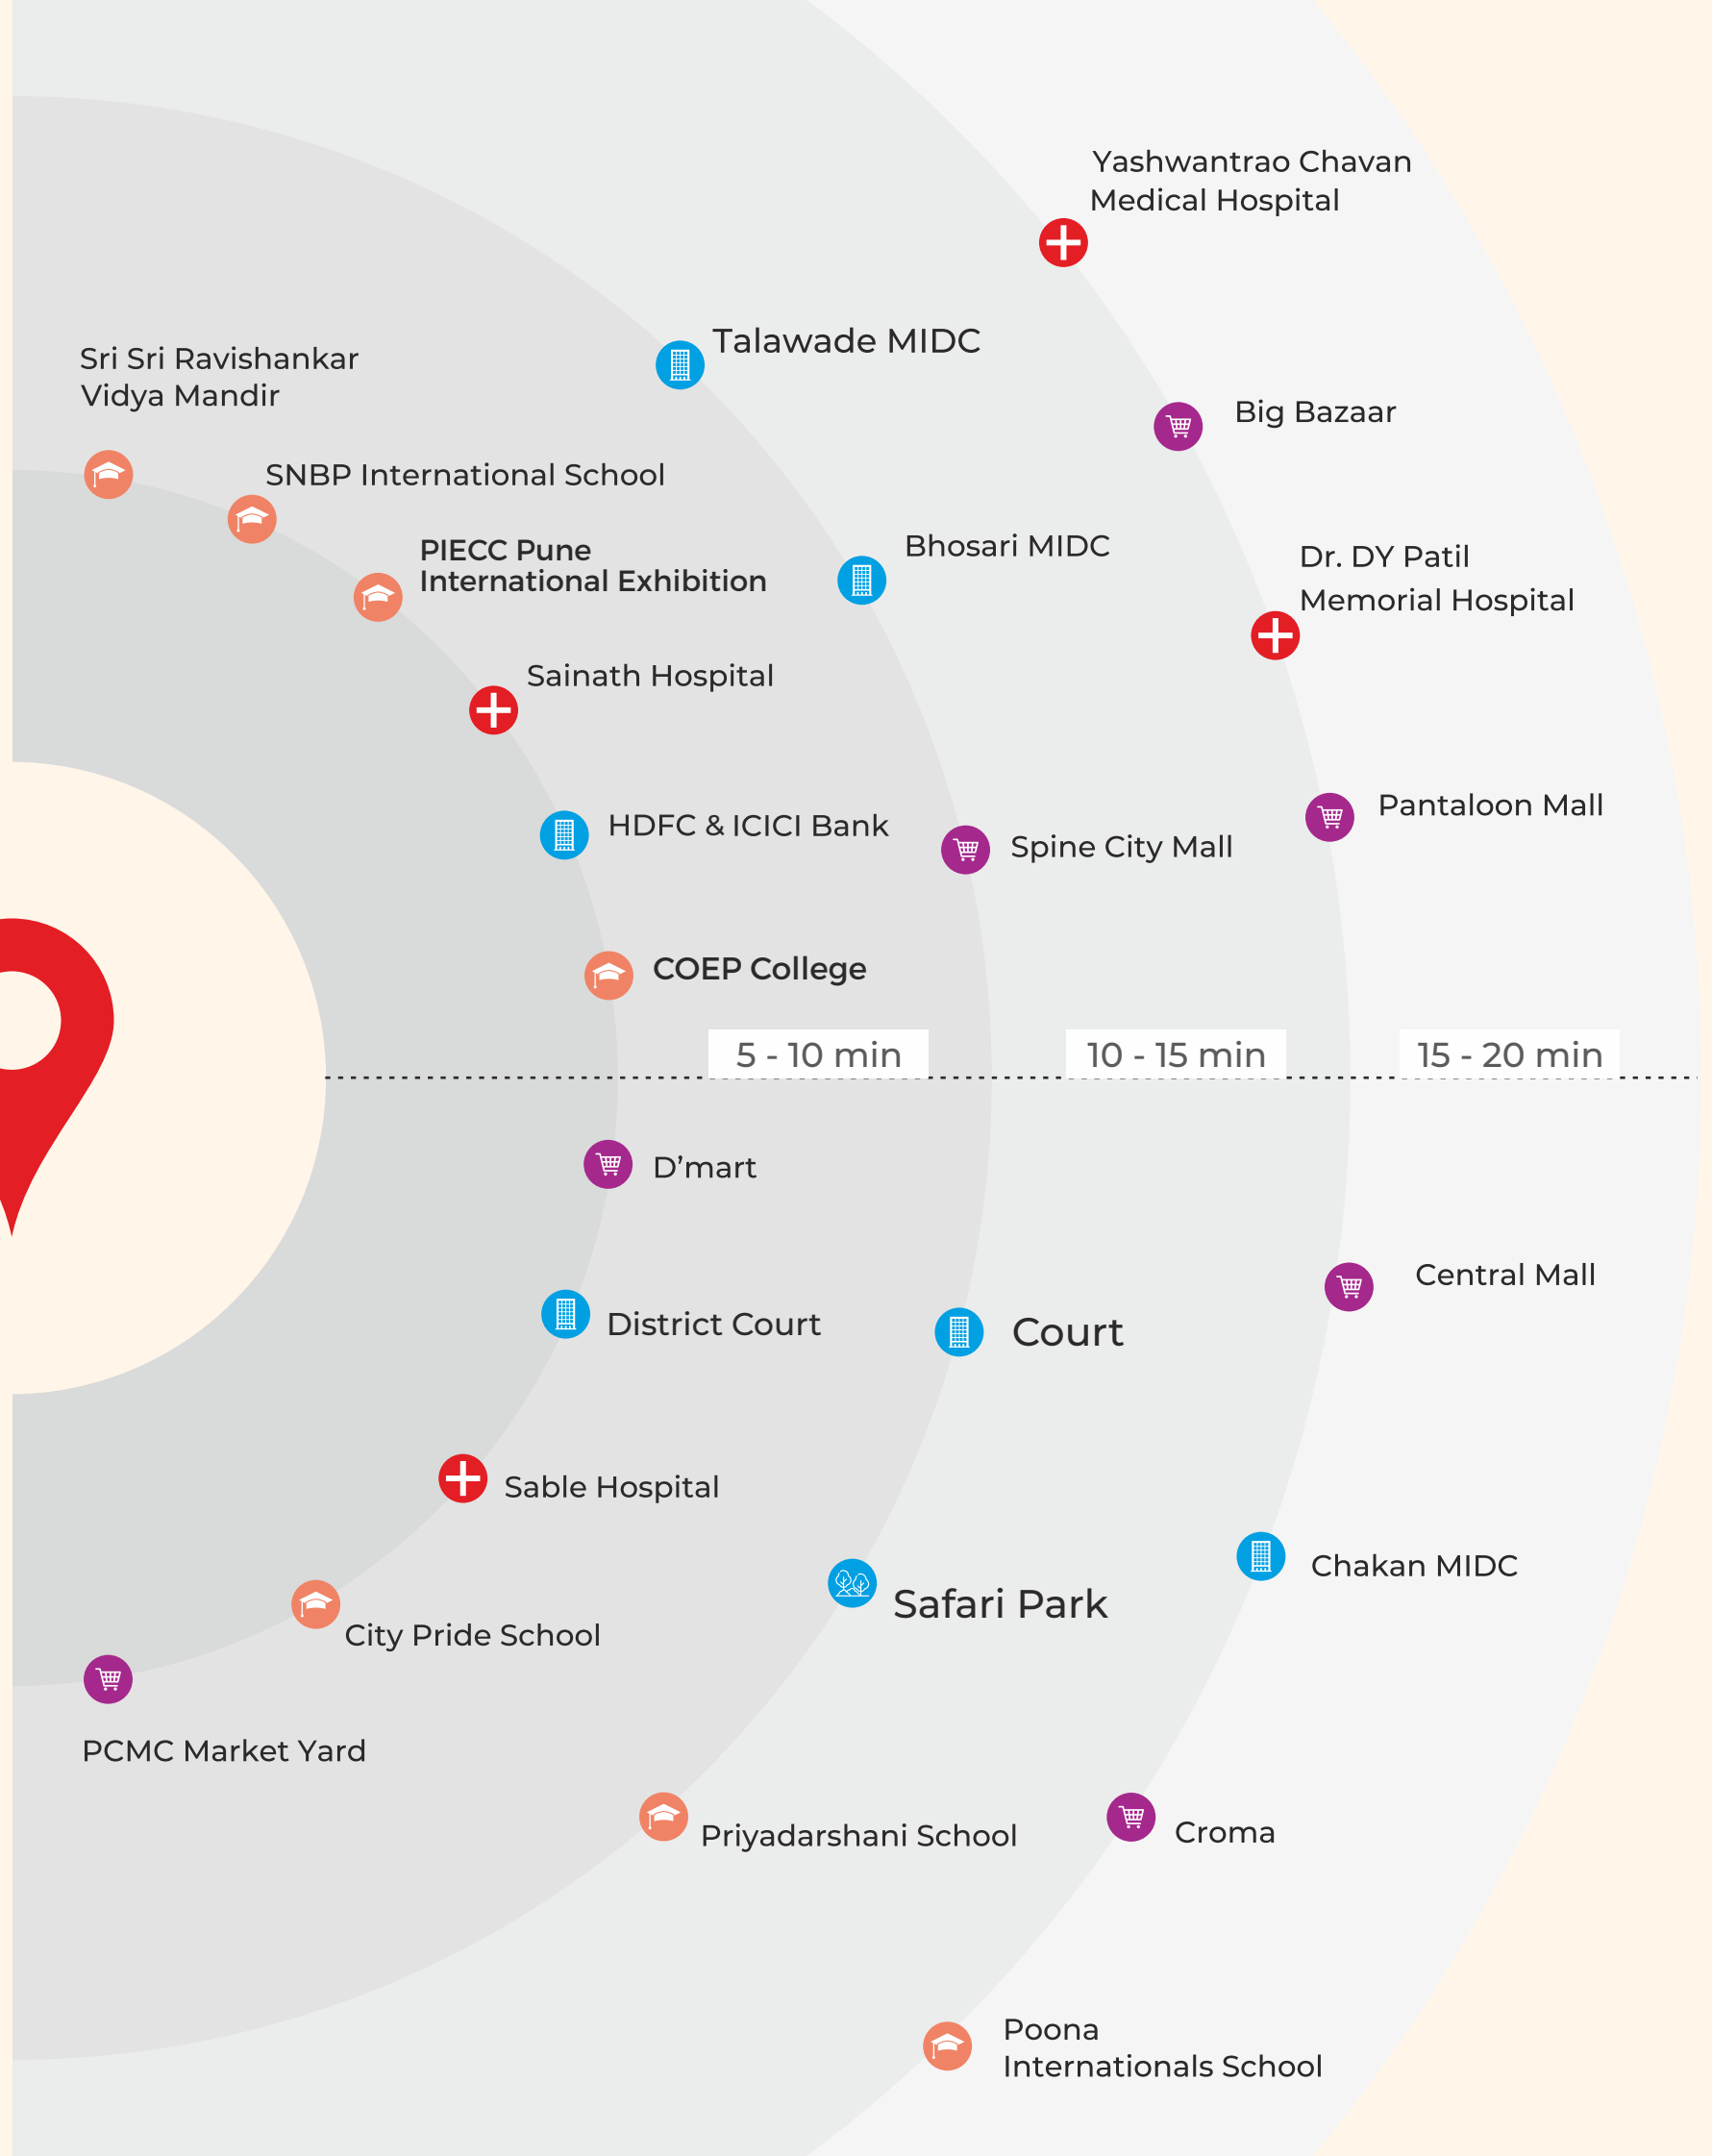 Yashwantrao Chavan
Medical Hospital
Talawade MIDC
Sri Sri Ravishankar
Vidya Mandir
Big Bazaar
SNBP International School
PIECC Pune
International Exhibition
Bhosari MIDC
Dr. DY Patil
Memorial Hospital
Sainath Hospital
HDFC & ICICI Bank
Spine City Mall
Pantaloon Mall
COEP College
5 - 10 min
10 - 15 min
15 - 20 min
D’mart
Central Mall
District Court
Court
Sable Hospital
Chakan MIDC
Safari Park
City Pride School
PCMC Market Yard
Priyadarshani School
Croma
Poona
Internationals School